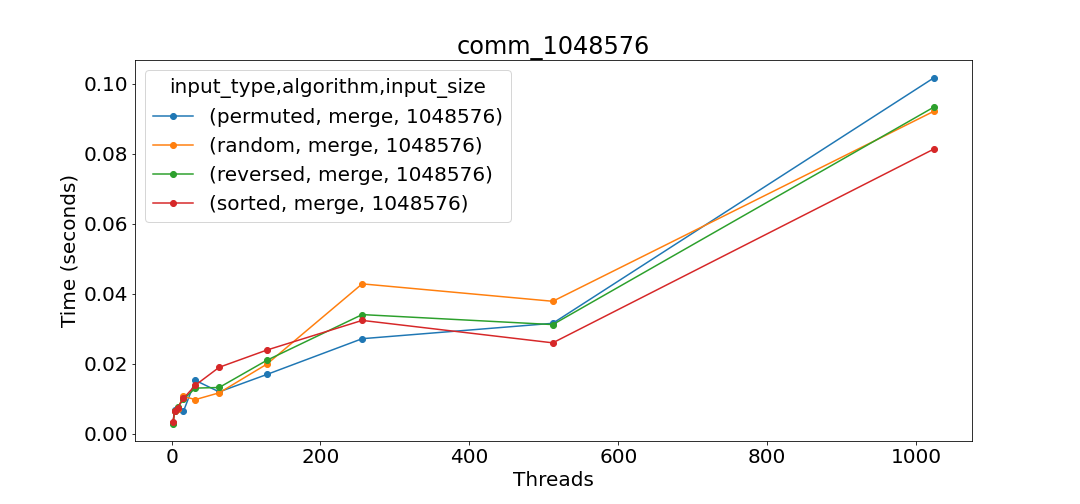 comm_1048576
input_type,algorithm,input_size
(permuted, merge, 1048576)
(random, merge, 1048576)
(reversed, merge, 1048576)
(sorted, merge, 1048576)
Time (seconds)
0.10
0.08
0.06
0.04
0.02
0.00
0 200 400 600 800 1000
Threads